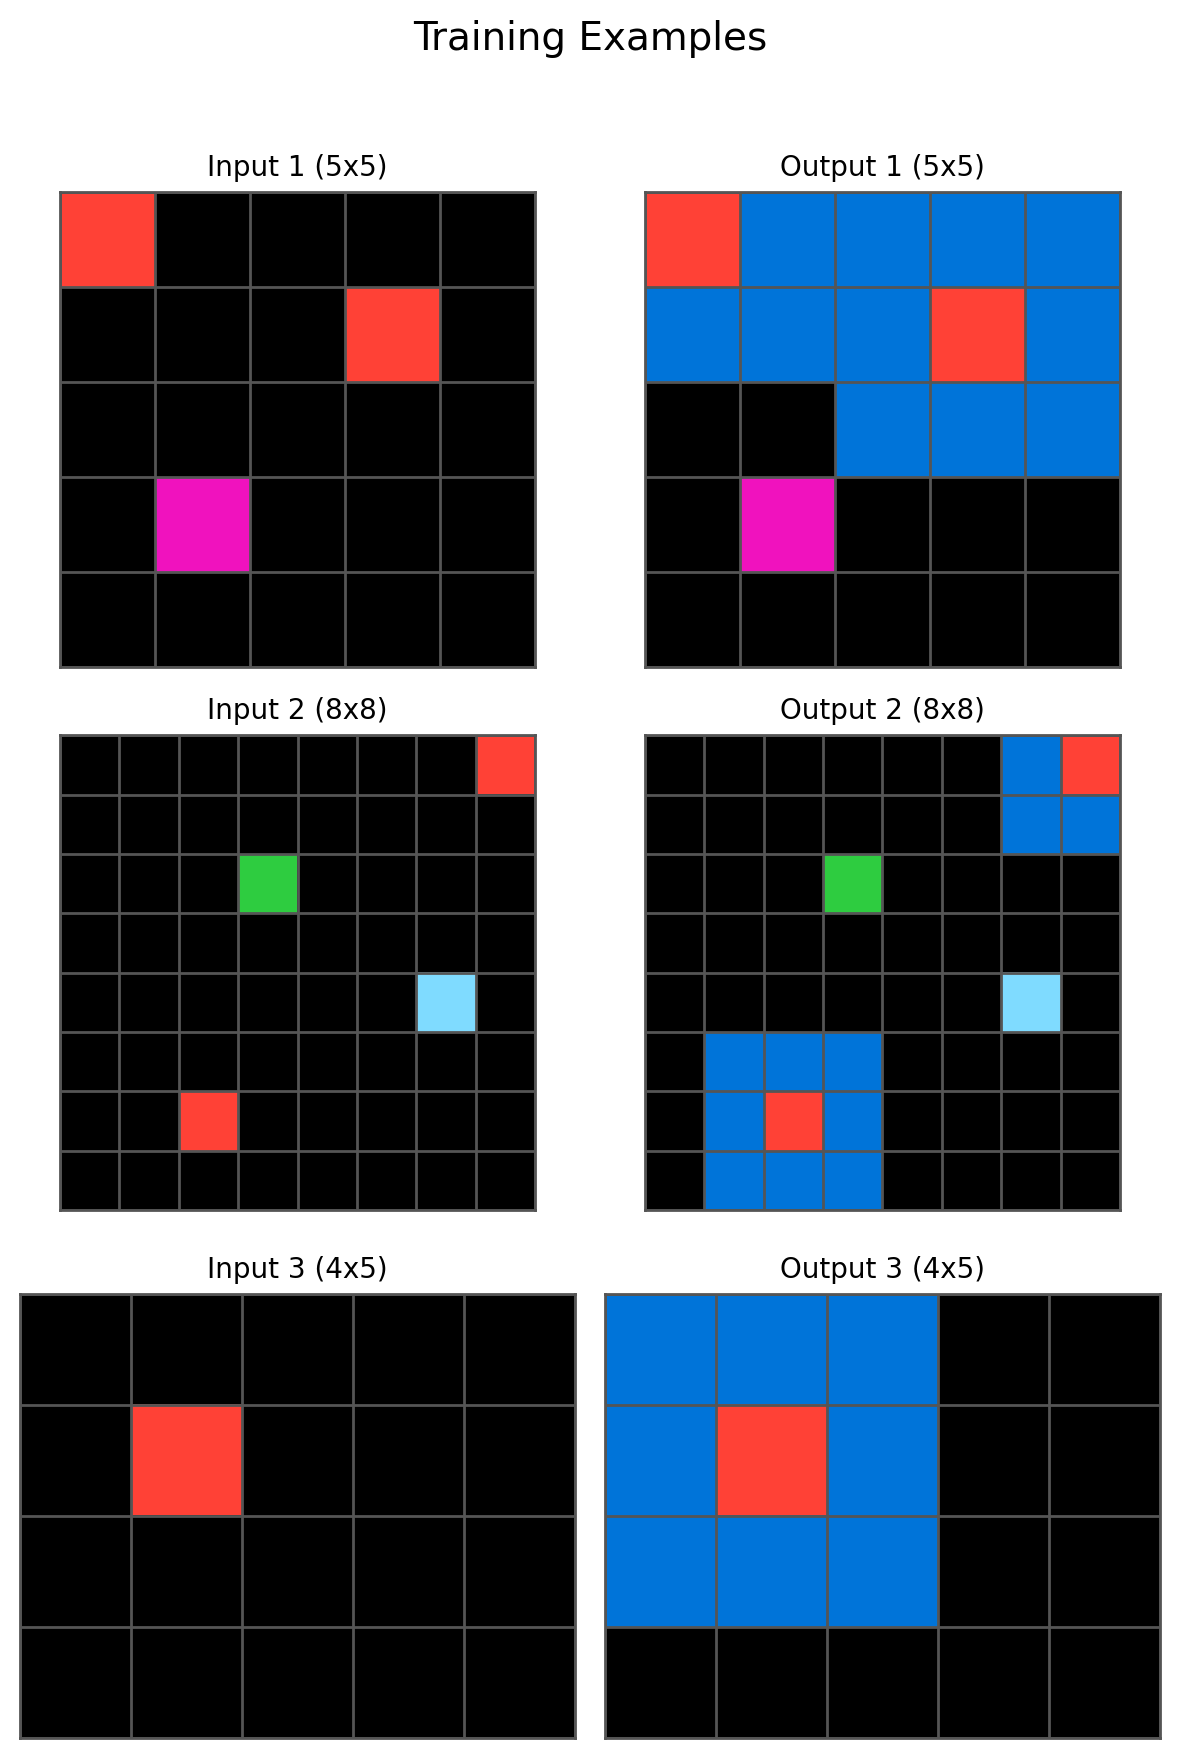 Training Examples
Input 1 (5x5)
Output 1 (5x5)
Input 2 (8x8)
Output 2 (8x8)
Input 3 (4x5)
Output 3 (4x5)